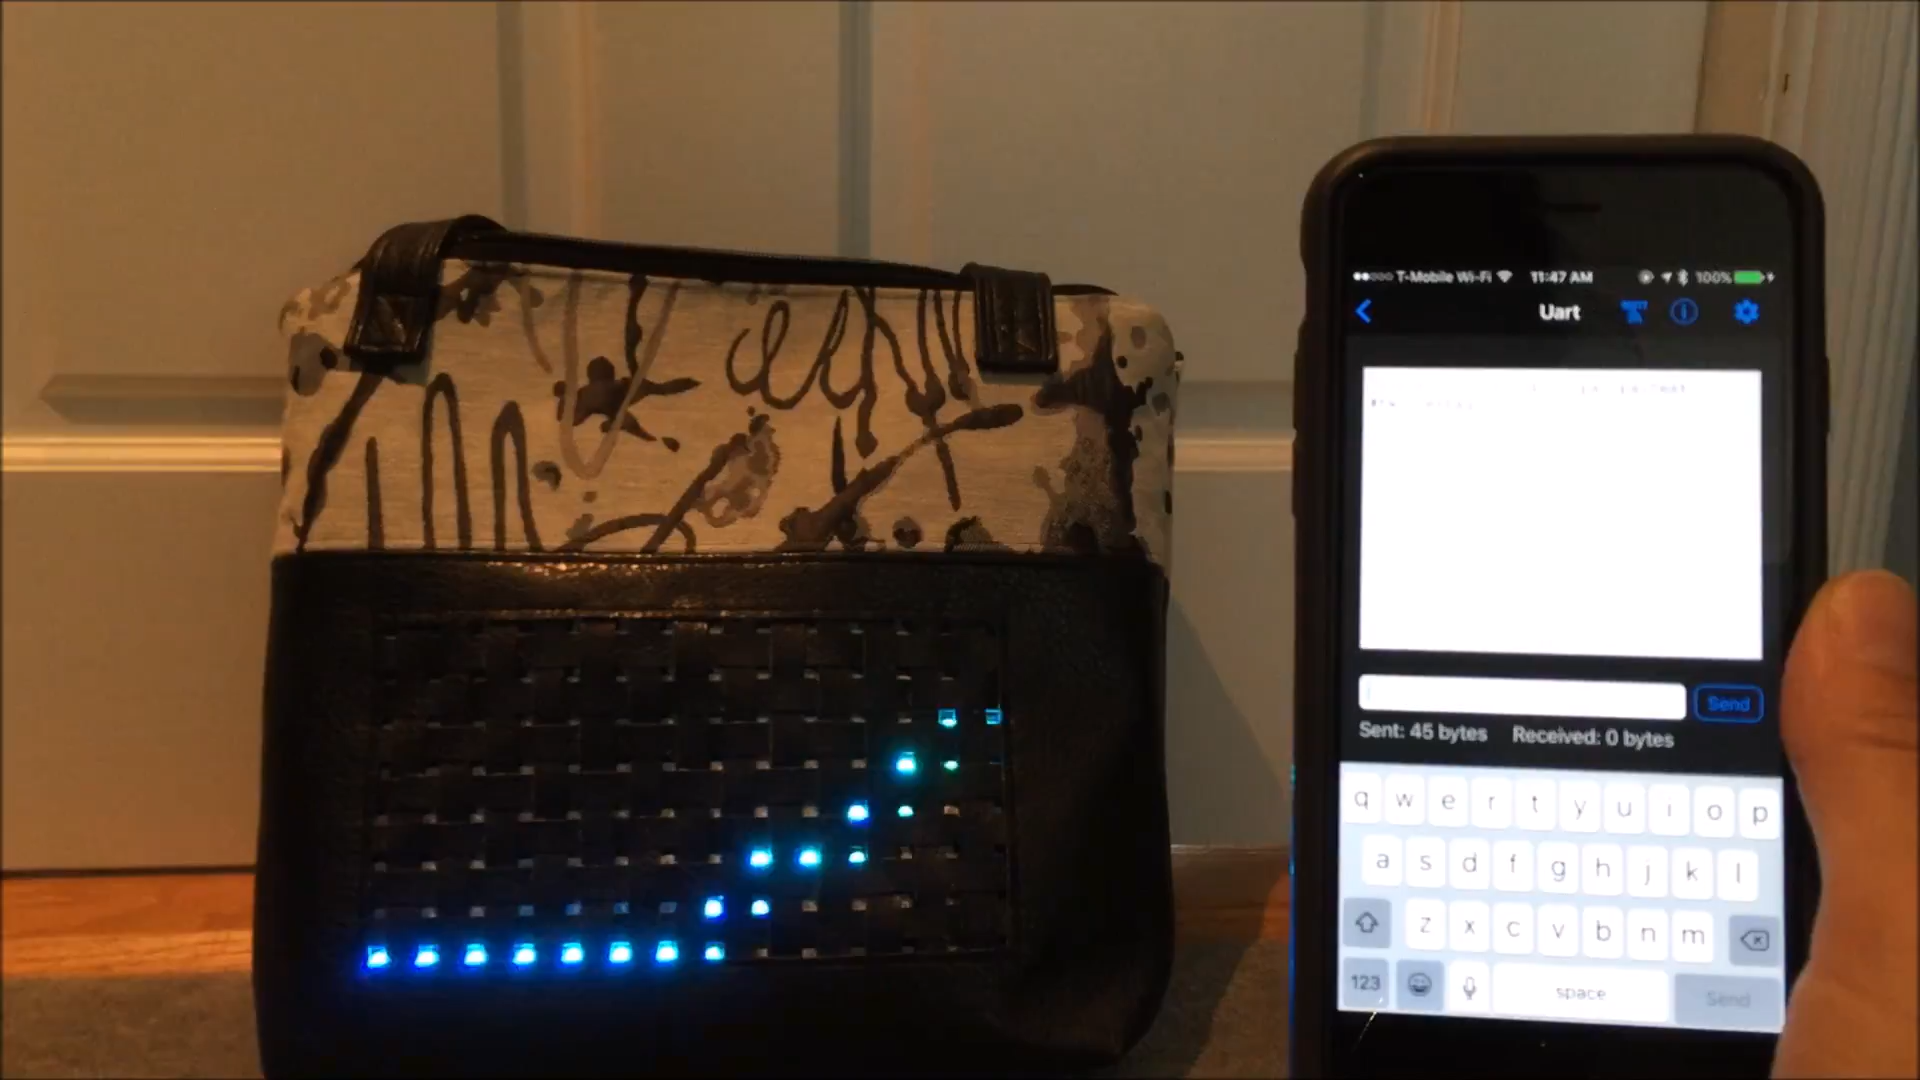 T-Mobile Wi-Fi 11:47 AM 100%
Uart
Send
Sent: 45 bytes Received: 0 bytes
q w e r t y u i o p
a s d f g h j k l
z x c v b n m
123 space Send